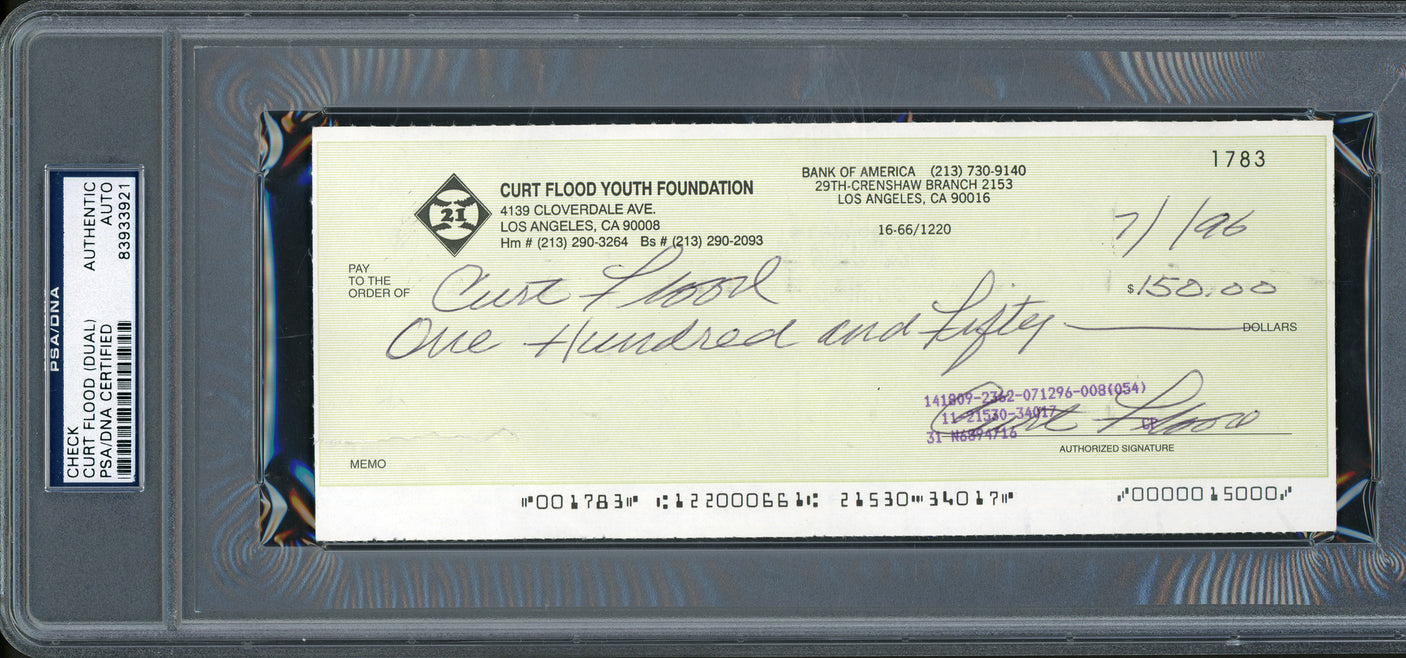 PSA/DNA
CHECK
CURT FLOOD (DUAL)
PSA/DNA CERTIFIED
AUTHENTIC
AUTO
83933921
21
CURT FLOOD YOUTH FOUNDATION
4139 CLOVERDALE AVE.
LOS ANGELES, CA 90008
Hm # (213) 290-3264 Bs # (213) 290-2093
BANK OF AMERICA (213) 730-9140
29TH-CRENSHAW BRANCH 2153
LOS ANGELES, CA 90016
16-66/1220
1783
7/ /96
PAY
TO THE
ORDER OF
Curt Flood
$150.00
One Hundred and Fifty
DOLLARS
141809-2362-071296-008(054)
11-21530-34017
CP
31 N6894716
Curt Flood
AUTHORIZED SIGNATURE
MEMO
⑈001783⑈ ⑆122000661⑆ 21530⑉34017⑈ ⑇0000015000⑇